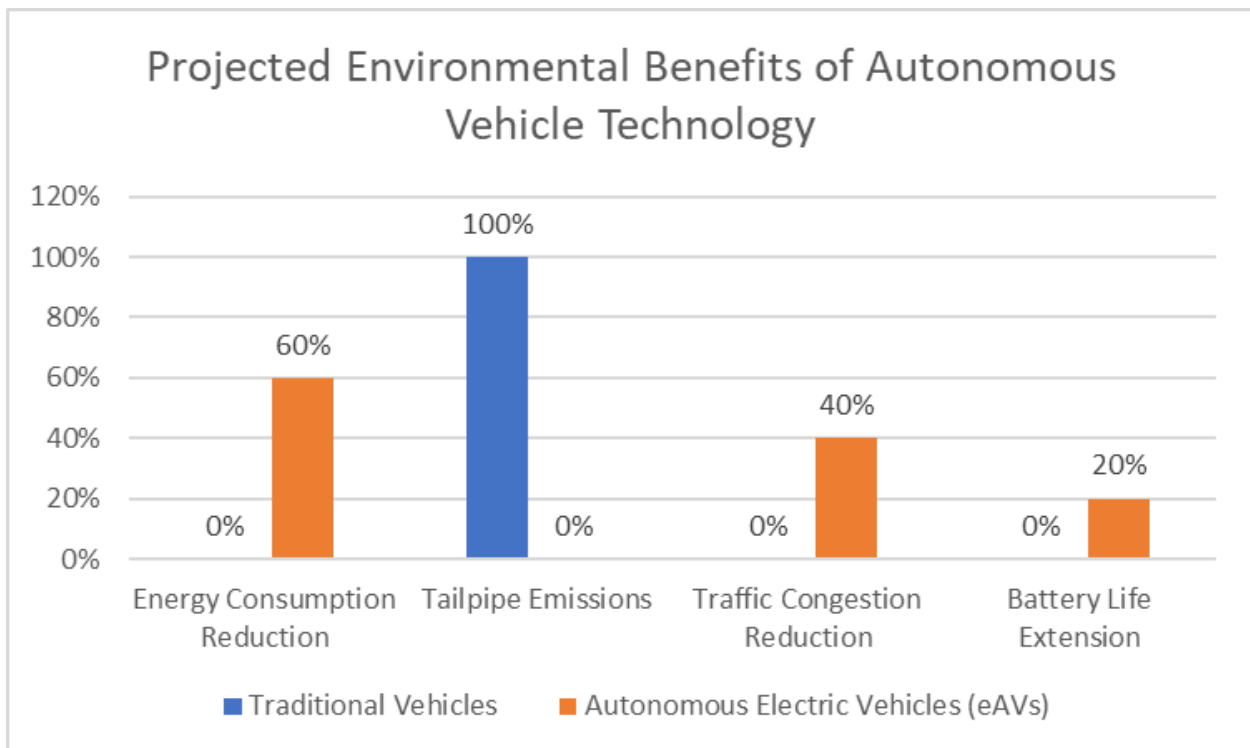 Projected Environmental Benefits of Autonomous
Vehicle Technology
120%
100%
80%
60%
40%
20%
0%
0%
60%
100%
0%
0%
40%
0%
20%
Energy Consumption
Reduction
Tailpipe Emissions
Traffic Congestion
Reduction
Battery Life
Extension
Traditional Vehicles
Autonomous Electric Vehicles (eAVs)